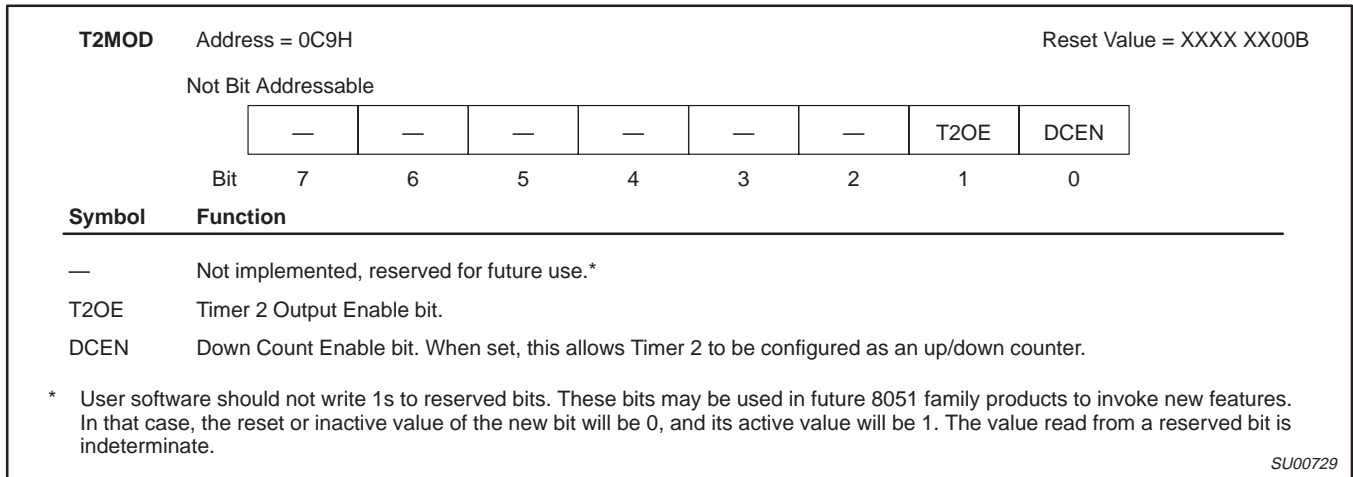 T2MOD Address = 0C9H Reset Value = XXXX XX00B
Not Bit Addressable
— — — — — — T2OE DCEN
Bit 7 6 5 4 3 2 1 0
Symbol Function
— Not implemented, reserved for future use.*
T2OE Timer 2 Output Enable bit.
DCEN Down Count Enable bit. When set, this allows Timer 2 to be configured as an up/down counter.
* User software should not write 1s to reserved bits. These bits may be used in future 8051 family products to invoke new features.
In that case, the reset or inactive value of the new bit will be 0, and its active value will be 1. The value read from a reserved bit is
indeterminate.
SU00729